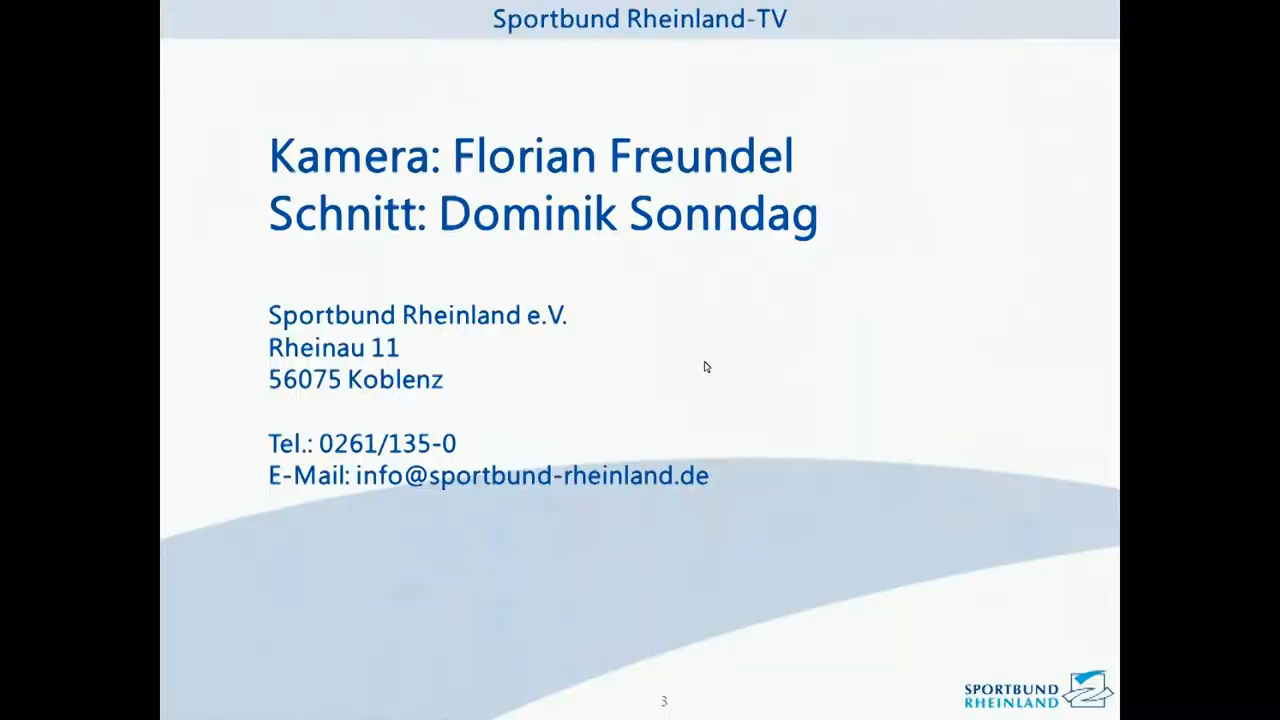 Sportbund Rheinland-TV
Kamera: Florian Freundel
Schnitt: Dominik Sonndag
Sportbund Rheinland e.V.
Rheinau 11
56075 Koblenz
Tel.: 0261/135-0
E-Mail: info@sportbund-rheinland.de
3
SPORTBUND
RHEINLAND